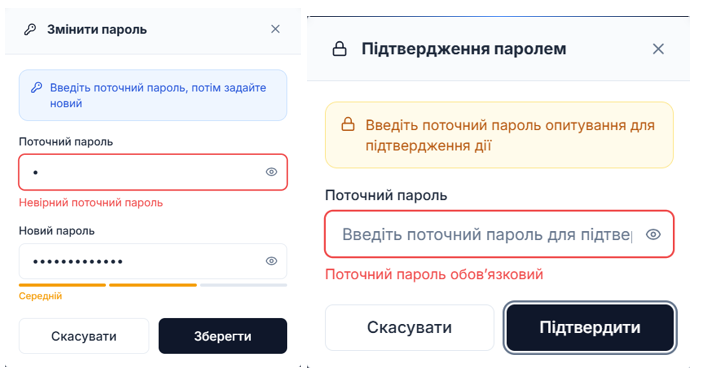 Змінити пароль
Введіть поточний пароль, потім задайте
новий
Поточний пароль
Невірний поточний пароль
Новий пароль
Середній
Скасувати
Зберегти
Підтвердження паролем
Введіть поточний пароль опитування для
підтвердження дії
Поточний пароль
Введіть поточний пароль для підтвер
Поточний пароль обов’язковий
Скасувати
Підтвердити